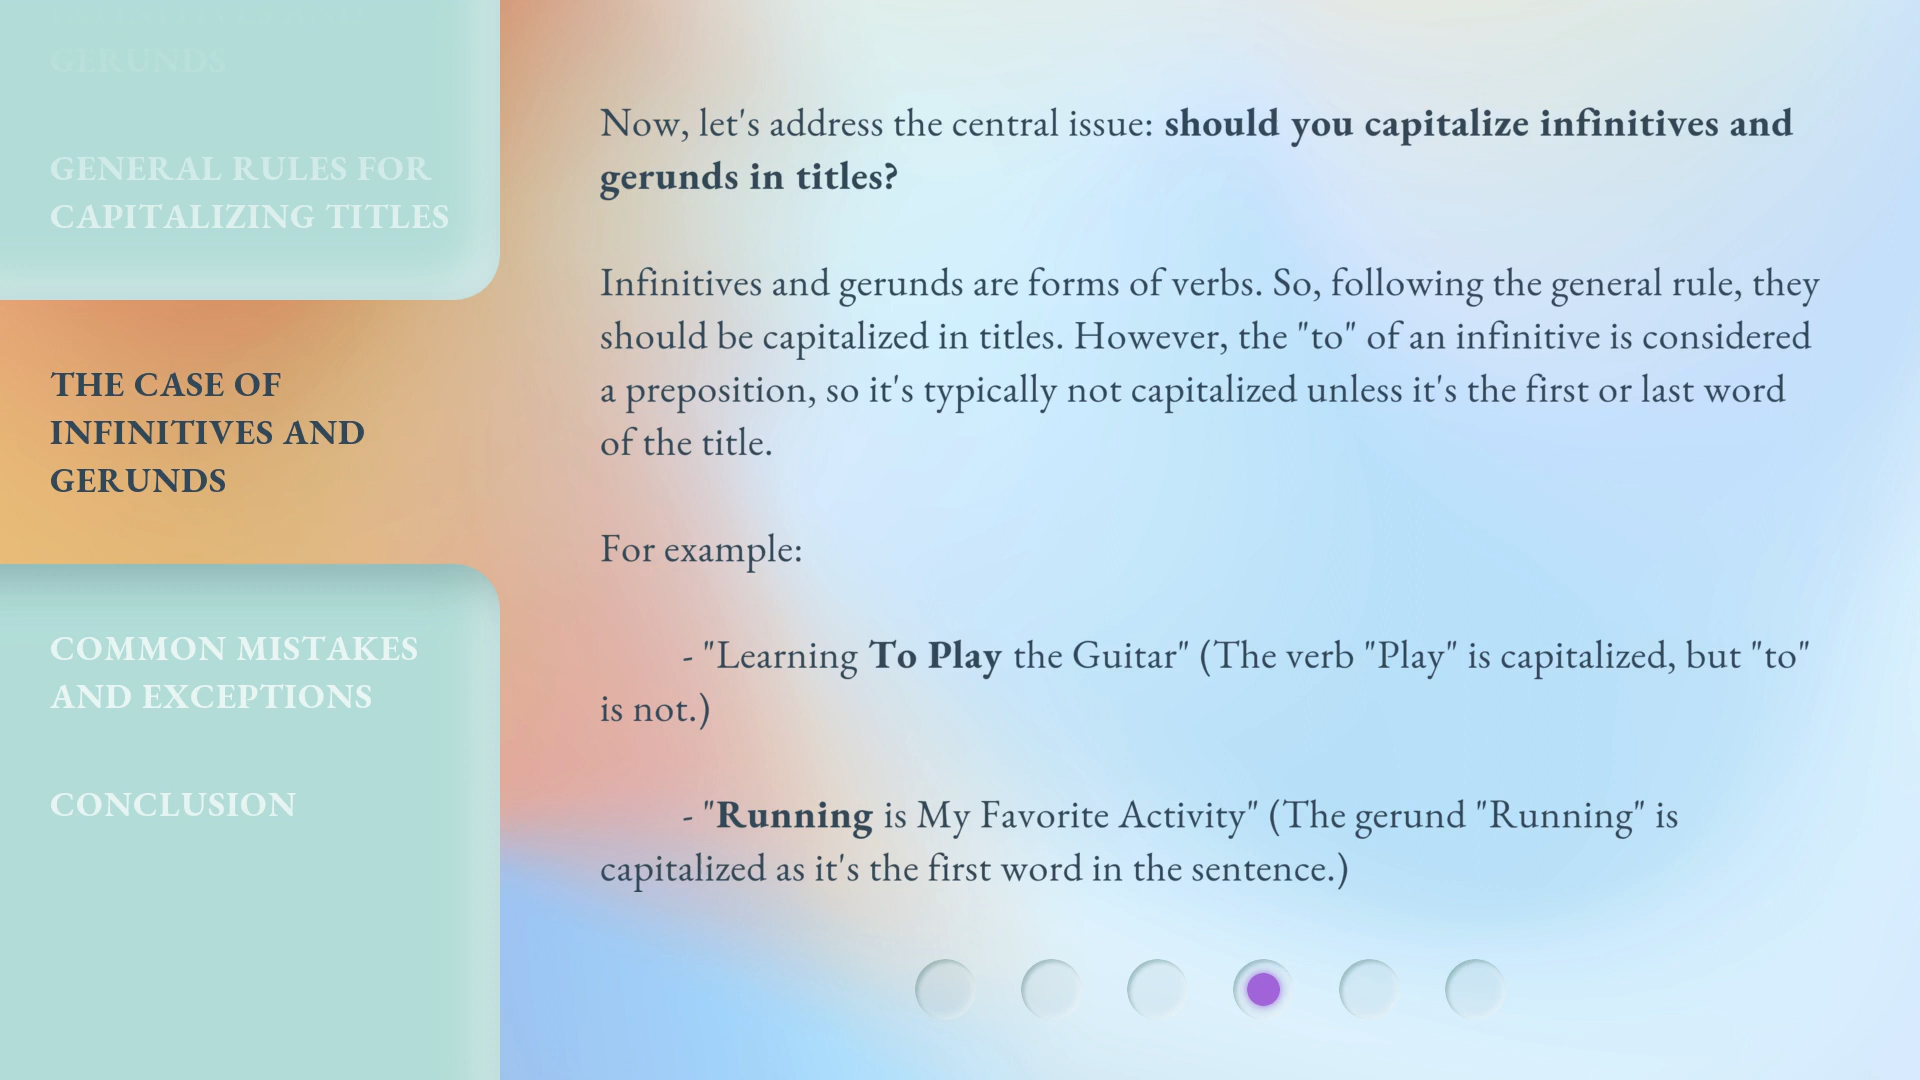 GERUNDS
GENERAL RULES FOR
CAPITALIZING TITLES
THE CASE OF
INFINITIVES AND
GERUNDS
COMMON MISTAKES
AND EXCEPTIONS
CONCLUSION
Now, let's address the central issue: should you capitalize infinitives and
gerunds in titles?
Infinitives and gerunds are forms of verbs. So, following the general rule, they
should be capitalized in titles. However, the "to" of an infinitive is considered
a preposition, so it's typically not capitalized unless it's the first or last word
of the title.
For example:
- "Learning To Play the Guitar" (The verb "Play" is capitalized, but "to"
is not.)
- "Running is My Favorite Activity" (The gerund "Running" is
capitalized as it's the first word in the sentence.)